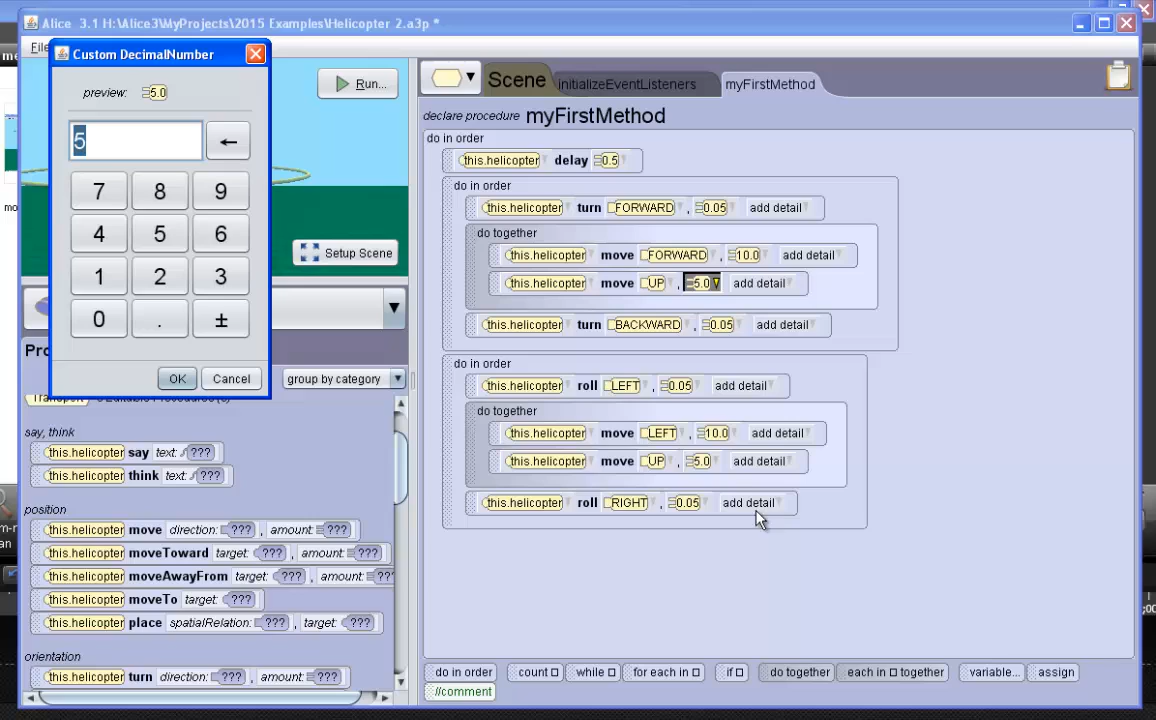 Alice 3.1 H:\AMyProjects\2015 Examples\Helicopter 2.a3p *
File
Custom DecimalNumber
preview: 5.0
5
←
7 8 9
4 5 6
1 2 3
0 . ±
OK Cancel
Run...
Setup Scene
group by category
say, think
this.helicopter say text: ???
this.helicopter think text: ???
position
this.helicopter move direction: ??? , amount: ???
this.helicopter moveToward target: ??? , amount: ???
this.helicopter moveAwayFrom target: ??? , amount: ??
this.helicopter moveTo target: ???
this.helicopter place spatialRelation: ??? , target: ???
orientation
this.helicopter turn direction: ??? , amount: ???
Scene initializeEventListeners myFirstMethod
declare procedure myFirstMethod
do in order
this.helicopter delay 0.5
do in order
this.helicopter turn FORWARD , 0.05 add detail
do together
this.helicopter move FORWARD , 10.0 add detail
this.helicopter move UP , 5.0 add detail
this.helicopter turn BACKWARD , 0.05 add detail
do in order
this.helicopter roll LEFT , 0.05 add detail
do together
this.helicopter move LEFT , 10.0 add detail
this.helicopter move UP , 5.0 add detail
this.helicopter roll RIGHT , 0.05 add detail
do in order count while for each in if do together each in together variable... assign
//comment